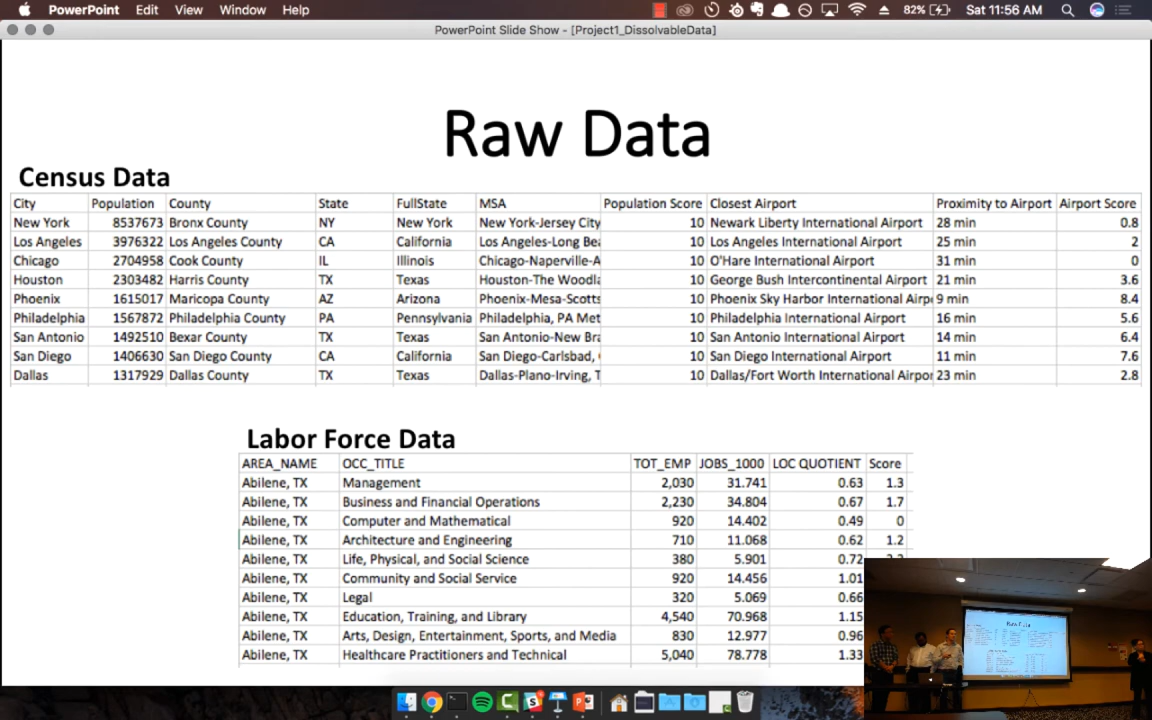 PowerPoint Edit View Window Help 82% Sat 11:56 AM
PowerPoint Slide Show - [Project1_DissolvableData]
Raw Data
Census Data
City Population County State FullState MSA Population Score Closest Airport Proximity to Airport Airport Score
New York 8537673 Bronx County NY New York New York-Jersey City 10 Newark Liberty International Airport 28 min 0.8
Los Angeles 3976322 Los Angeles County CA California Los Angeles-Long Bea 10 Los Angeles International Airport 25 min 2
Chicago 2704958 Cook County IL Illinois Chicago-Naperville-A 10 O'Hare International Airport 31 min 0
Houston 2303482 Harris County TX Texas Houston-The Woodla 10 George Bush Intercontinental Airport 21 min 3.6
Phoenix 1615017 Maricopa County AZ Arizona Phoenix-Mesa-Scotts 10 Phoenix Sky Harbor International Airpo 9 min 8.4
Philadelphia 1567872 Philadelphia County PA Pennsylvania Philadelphia, PA Met 10 Philadelphia International Airport 16 min 5.6
San Antonio 1492510 Bexar County TX Texas San Antonio-New Bra 10 San Antonio International Airport 14 min 6.4
San Diego 1406630 San Diego County CA California San Diego-Carlsbad, 10 San Diego International Airport 11 min 7.6
Dallas 1317929 Dallas County TX Texas Dallas-Plano-Irving, T 10 Dallas/Fort Worth International Airpor 23 min 2.8
Labor Force Data
AREA_NAME OCC_TITLE TOT_EMP JOBS_1000 LOC QUOTIENT Score
Abilene, TX Management 2,030 31.741 0.63 1.3
Abilene, TX Business and Financial Operations 2,230 34.804 0.67 1.7
Abilene, TX Computer and Mathematical 920 14.402 0.49 0
Abilene, TX Architecture and Engineering 710 11.068 0.62 1.2
Abilene, TX Life, Physical, and Social Science 380 5.901 0.72
Abilene, TX Community and Social Service 920 14.456 1.01
Abilene, TX Legal 320 5.069 0.66
Abilene, TX Education, Training, and Library 4,540 70.968 1.15
Abilene, TX Arts, Design, Entertainment, Sports, and Media 830 12.977 0.96
Abilene, TX Healthcare Practitioners and Technical 5,040 78.778 1.33
Raw Data